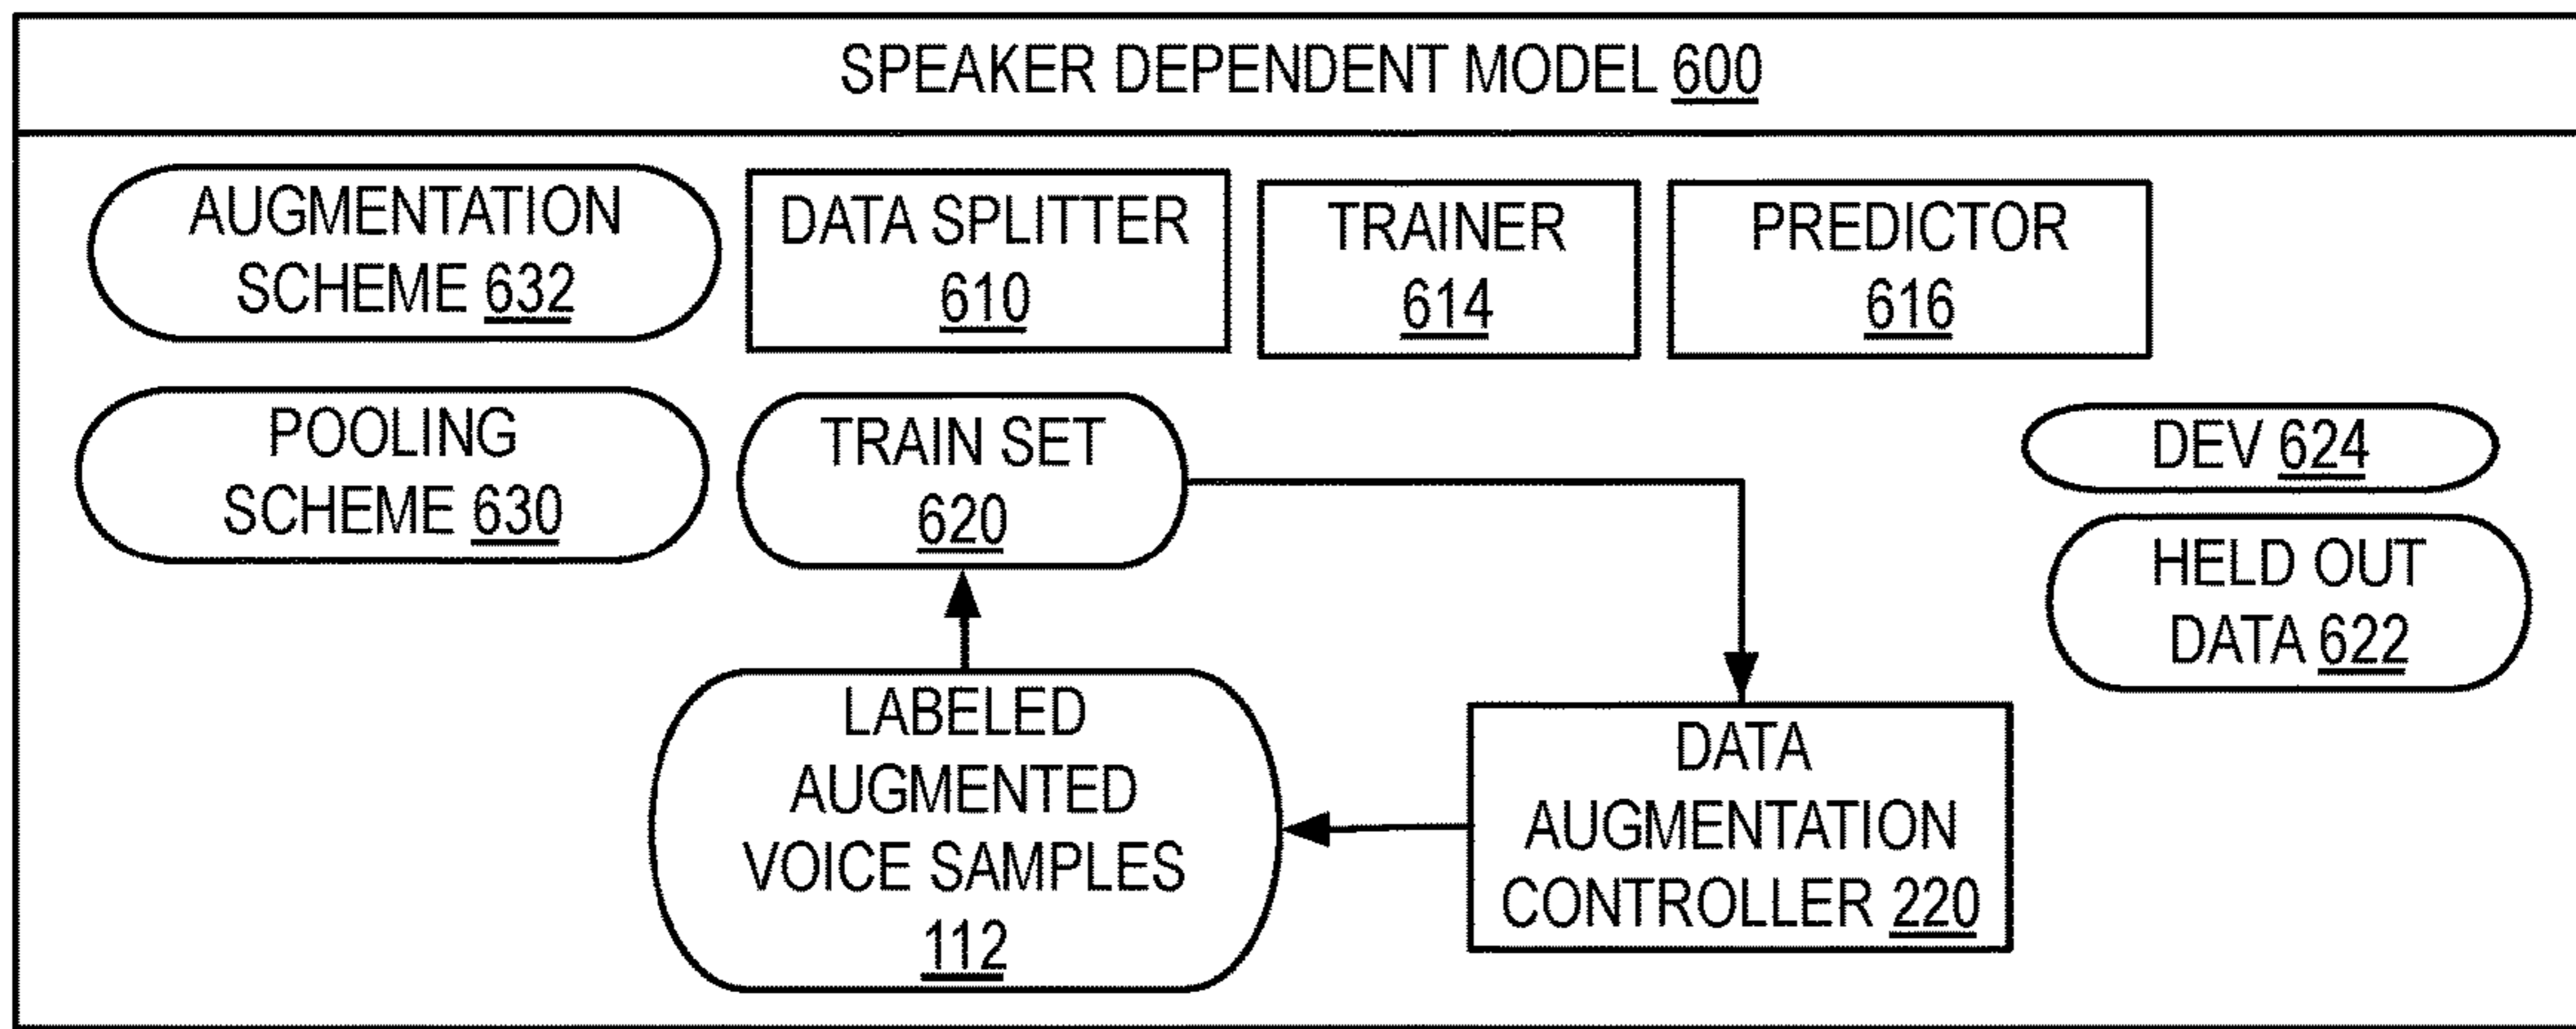 SPEAKER DEPENDENT MODEL 600
AUGMENTATION
SCHEME 632
DATA SPLITTER
610
TRAINER
614
PREDICTOR
616
POOLING
SCHEME 630
TRAIN SET
620
DEV 624
HELD OUT
DATA 622
LABELED
AUGMENTED
VOICE SAMPLES
112
DATA
AUGMENTATION
CONTROLLER 220